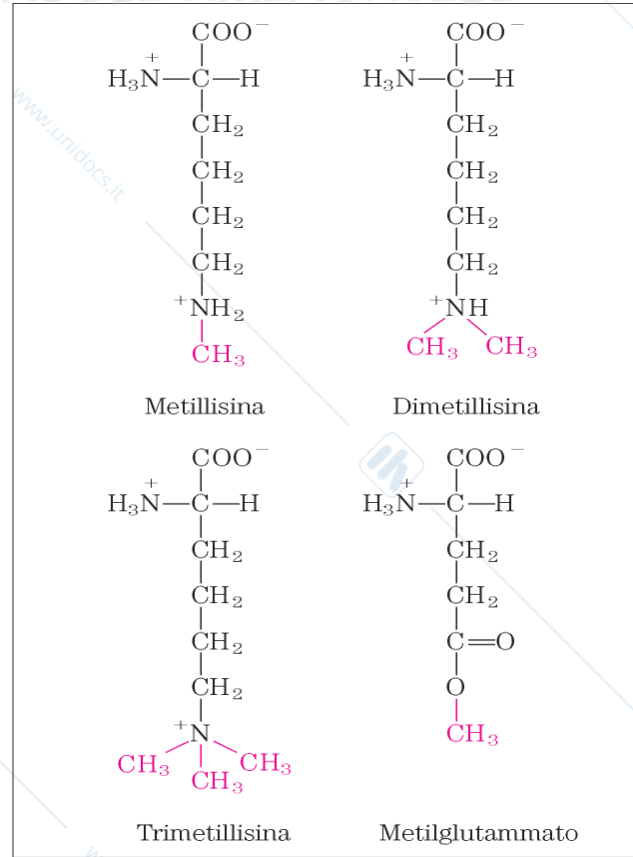 COO⁻
H₃N⁺—C—H
CH₂
CH₂
CH₂
CH₂
⁺NH₂
CH₃
Metillisina
COO⁻
H₃N⁺—C—H
CH₂
CH₂
CH₂
CH₂
⁺NH
CH₃ CH₃
Dimetillisina
COO⁻
H₃N⁺—C—H
CH₂
CH₂
CH₂
CH₂
⁺N
CH₃ CH₃ CH₃
Trimetillisina
COO⁻
H₃N⁺—C—H
CH₂
CH₂
C=O
O
CH₃
Metilglutammato
www.unidocs.it